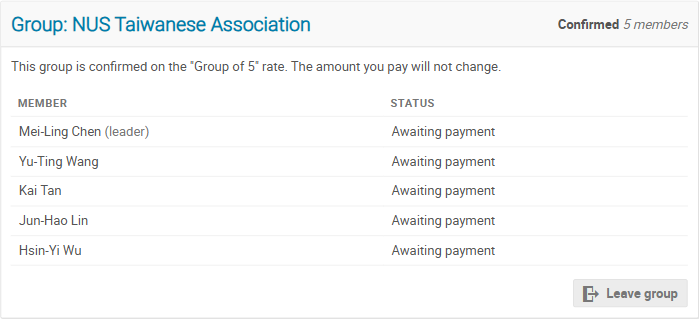 Group: NUS Taiwanese Association
Confirmed 5 members
This group is confirmed on the "Group of 5" rate. The amount you pay will not change.
MEMBER STATUS
Mei-Ling Chen (leader) Awaiting payment
Yu-Ting Wang Awaiting payment
Kai Tan Awaiting payment
Jun-Hao Lin Awaiting payment
Hsin-Yi Wu Awaiting payment
Leave group